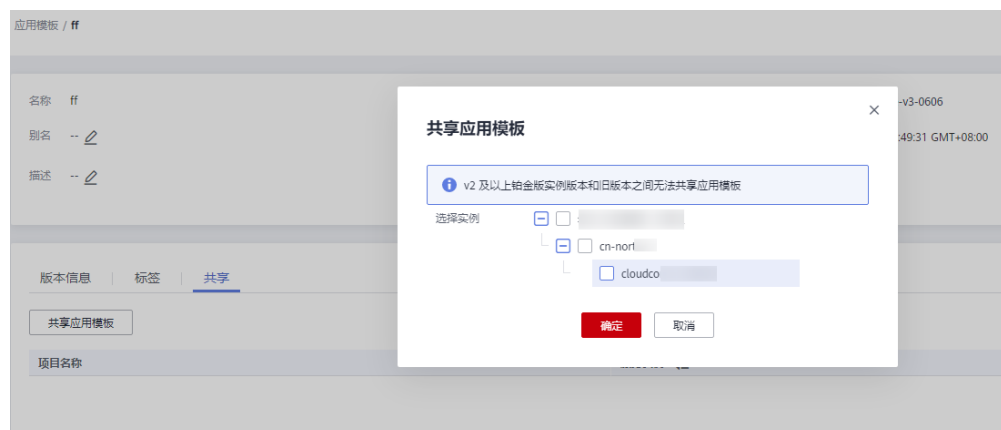 应用模板 / ff
名称 ff
别名 --
描述 --
-v3-0606
:49:31 GMT+08:00
共享应用模板
v2 及以上铂金版实例版本和旧版本之间无法共享应用模板
选择实例
cn-nort
cloudco
确定
取消
版本信息
标签
共享
共享应用模板
项目名称